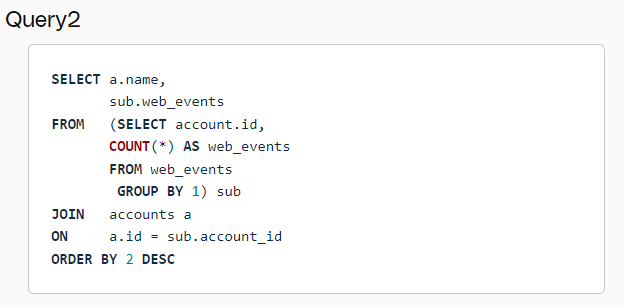 Query2
SELECT a.name,
sub.web_events
FROM (SELECT account.id,
COUNT(*) AS web_events
FROM web_events
GROUP BY 1) sub
JOIN accounts a
ON a.id = sub.account_id
ORDER BY 2 DESC